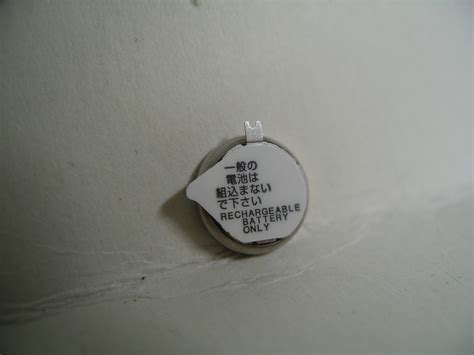 一般の
電池は
組込まない
で下さい
RECHARGEABLE
BATTERY
ONLY